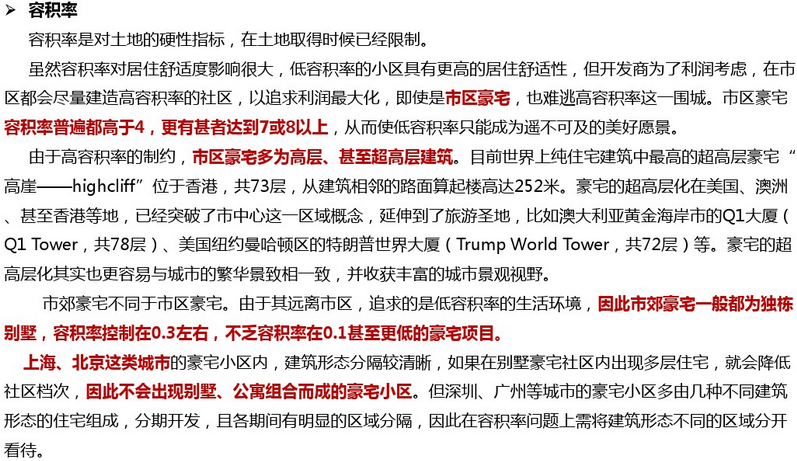 ➢ 容积率
容积率是对土地的硬性指标，在土地取得时候已经限制。
虽然容积率对居住舒适度影响很大，低容积率的小区具有更高的居住舒适性，但开发商为了利润考虑，在市
区都会尽量建造高容积率的社区，以追求利润最大化，即使是市区豪宅，也难逃高容积率这一围城。市区豪宅
容积率普遍都高于4，更有甚者达到7或8以上，从而使低容积率只能成为遥不可及的美好愿景。
由于高容积率的制约，市区豪宅多为高层、甚至超高层建筑。目前世界上纯住宅建筑中最高的超高层豪宅“
高崖——highcliff”位于香港，共73层，从建筑相邻的路面算起楼高达252米。豪宅的超高层化在美国、澳洲
、甚至香港等地，已经突破了市中心这一区域概念，延伸到了旅游圣地，比如澳大利亚黄金海岸市的Q1大厦（
Q1 Tower，共78层）、美国纽约曼哈顿区的特朗普世界大厦（Trump World Tower，共72层）等。豪宅的超
高层化其实也更容易与城市的繁华景致相一致，并收获丰富的城市景观视野。
市郊豪宅不同于市区豪宅。由于其远离市区，追求的是低容积率的生活环境，因此市郊豪宅一般都为独栋
别墅，容积率控制在0.3左右，不乏容积率在0.1甚至更低的豪宅项目。
上海、北京这类城市的豪宅小区内，建筑形态分隔较清晰，如果在别墅豪宅社区内出现多层住宅，就会降低
社区档次，因此不会出现别墅、公寓组合而成的豪宅小区。但深圳、广州等城市的豪宅小区多由几种不同建筑
形态的住宅组成，分期开发，且各期间有明显的区域分隔，因此在容积率问题上需将建筑形态不同的区域分开
看待。